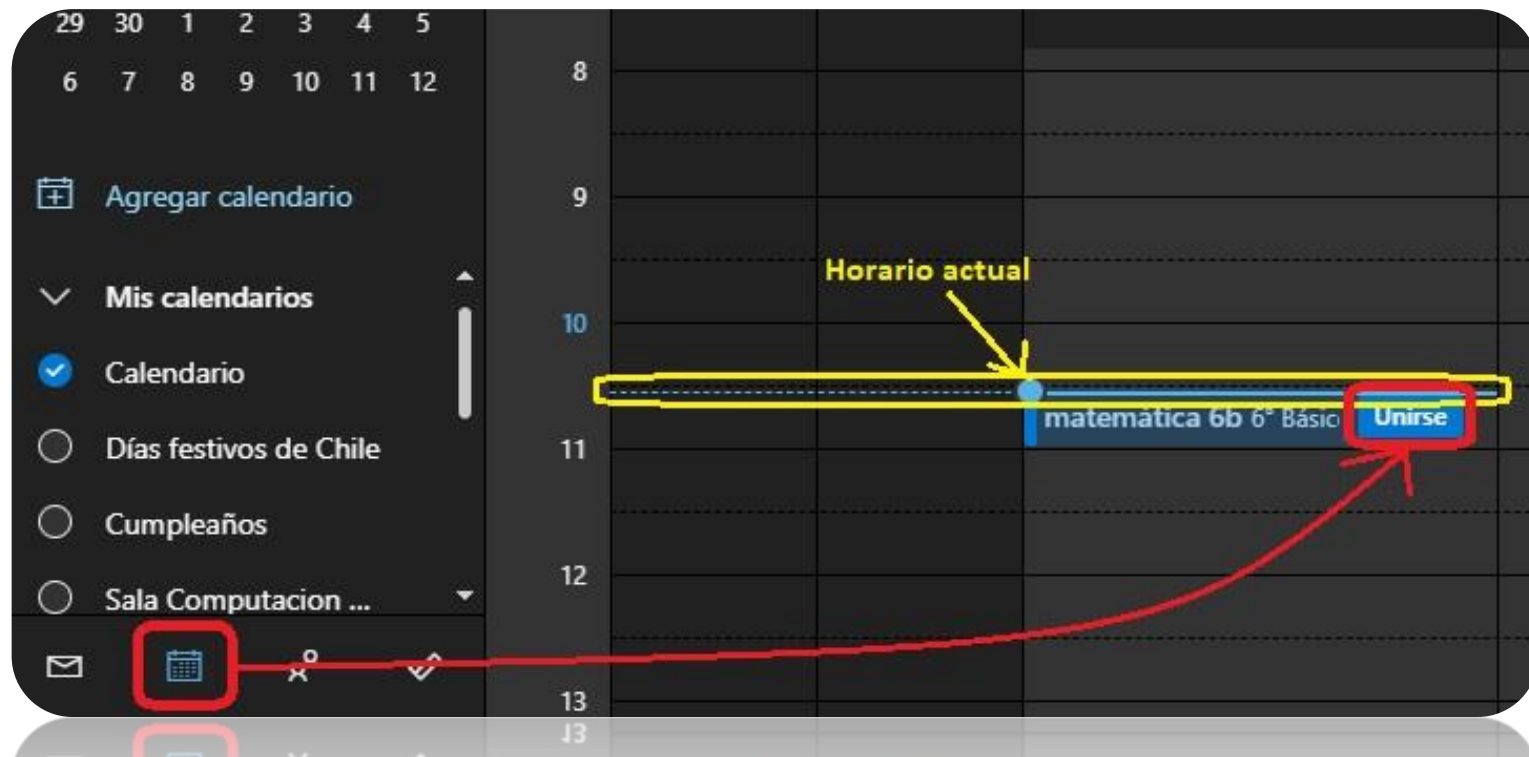 29 30 1 2 3 4 5
6 7 8 9 10 11 12
Agregar calendario
Mis calendarios
Calendario
Días festivos de Chile
Cumpleaños
Sala Computacion ...
8
9
10
11
12
13
Horario actual
matemática 6b 6° Básic
Unirse
13